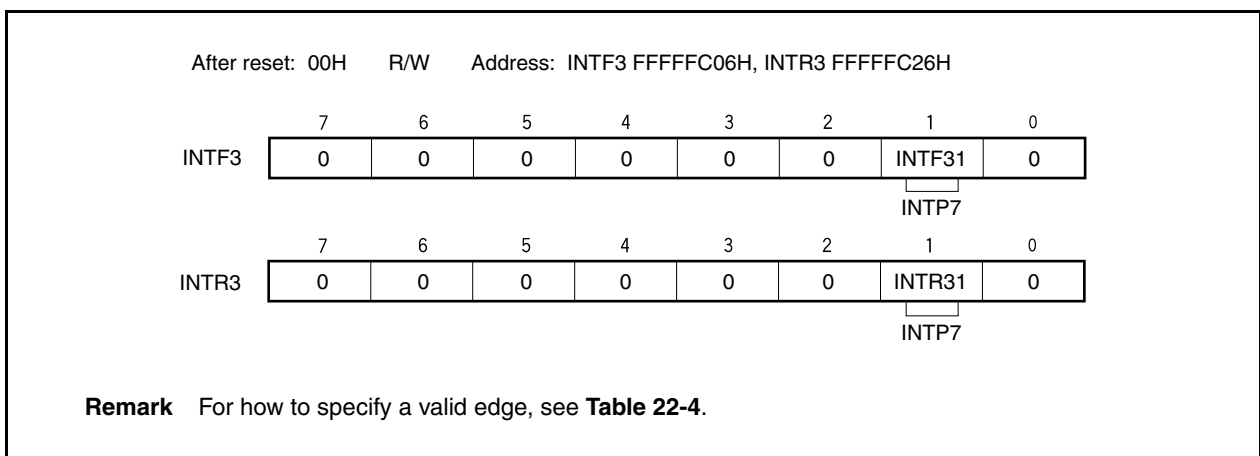 After reset: 00H R/W Address: INTF3 FFFFFC06H, INTR3 FFFFFC26H
7 6 5 4 3 2 1 0
INTF3 0 0 0 0 0 0 INTF31 0
INTP7
7 6 5 4 3 2 1 0
INTR3 0 0 0 0 0 0 INTR31 0
INTP7
Remark For how to specify a valid edge, see Table 22-4.